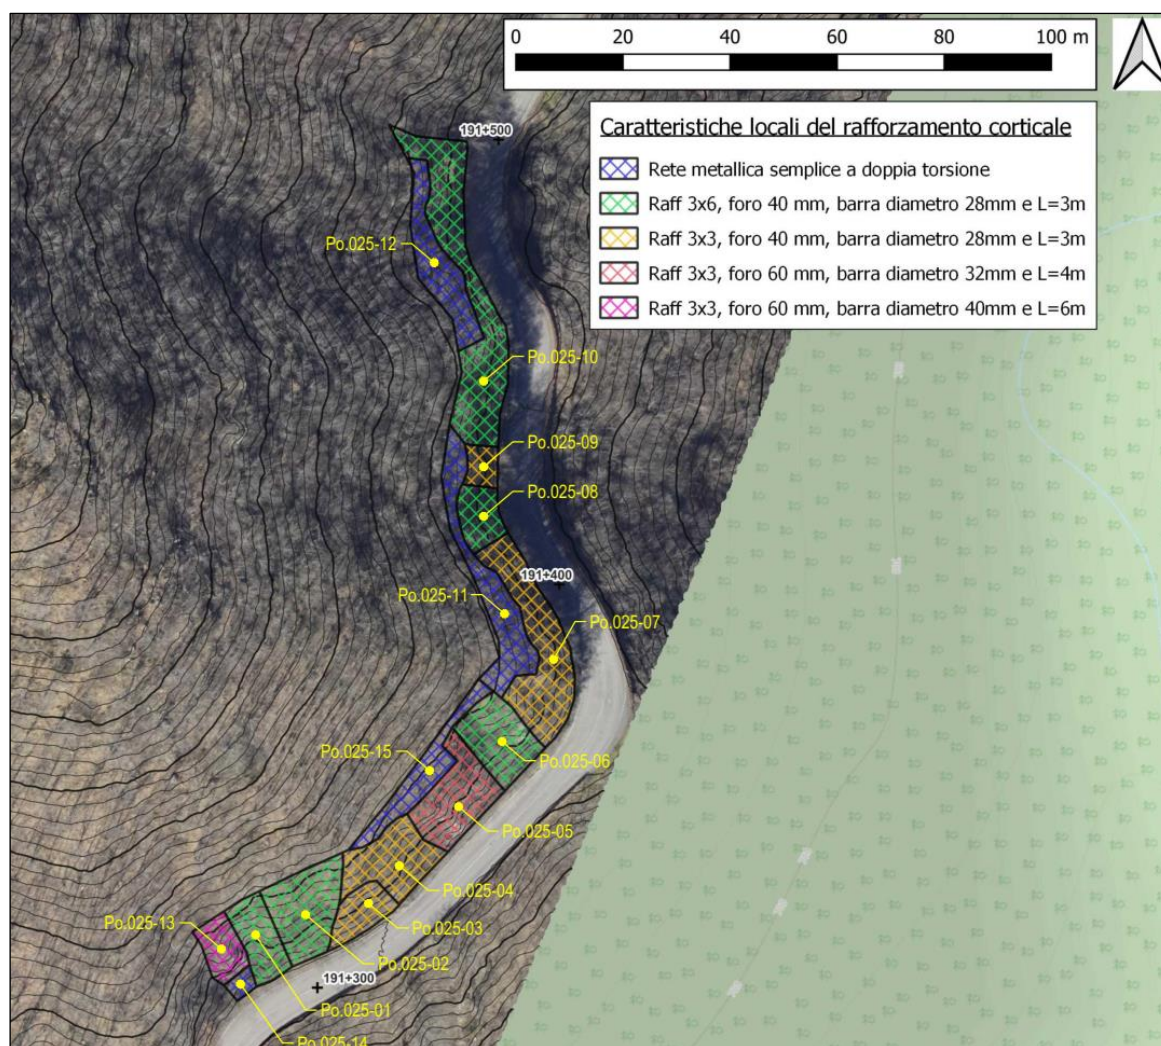 0 20 40 60 80 100 m
Caratteristiche locali del rafforzamento corticale
Rete metallica semplice a doppia torsione
Raff 3x6, foro 40 mm, barra diametro 28mm e L=3m
Raff 3x3, foro 40 mm, barra diametro 28mm e L=3m
Raff 3x3, foro 60 mm, barra diametro 32mm e L=4m
Raff 3x3, foro 60 mm, barra diametro 40mm e L=6m
191+500
Po.025-12
Po.025-10
Po.025-09
Po.025-08
191+400
Po.025-11
Po.025-07
Po.025-15
Po.025-06
Po.025-05
Po.025-04
Po.025-13
Po.025-03
Po.025-02
191+300
Po.025-01
Po.025-14